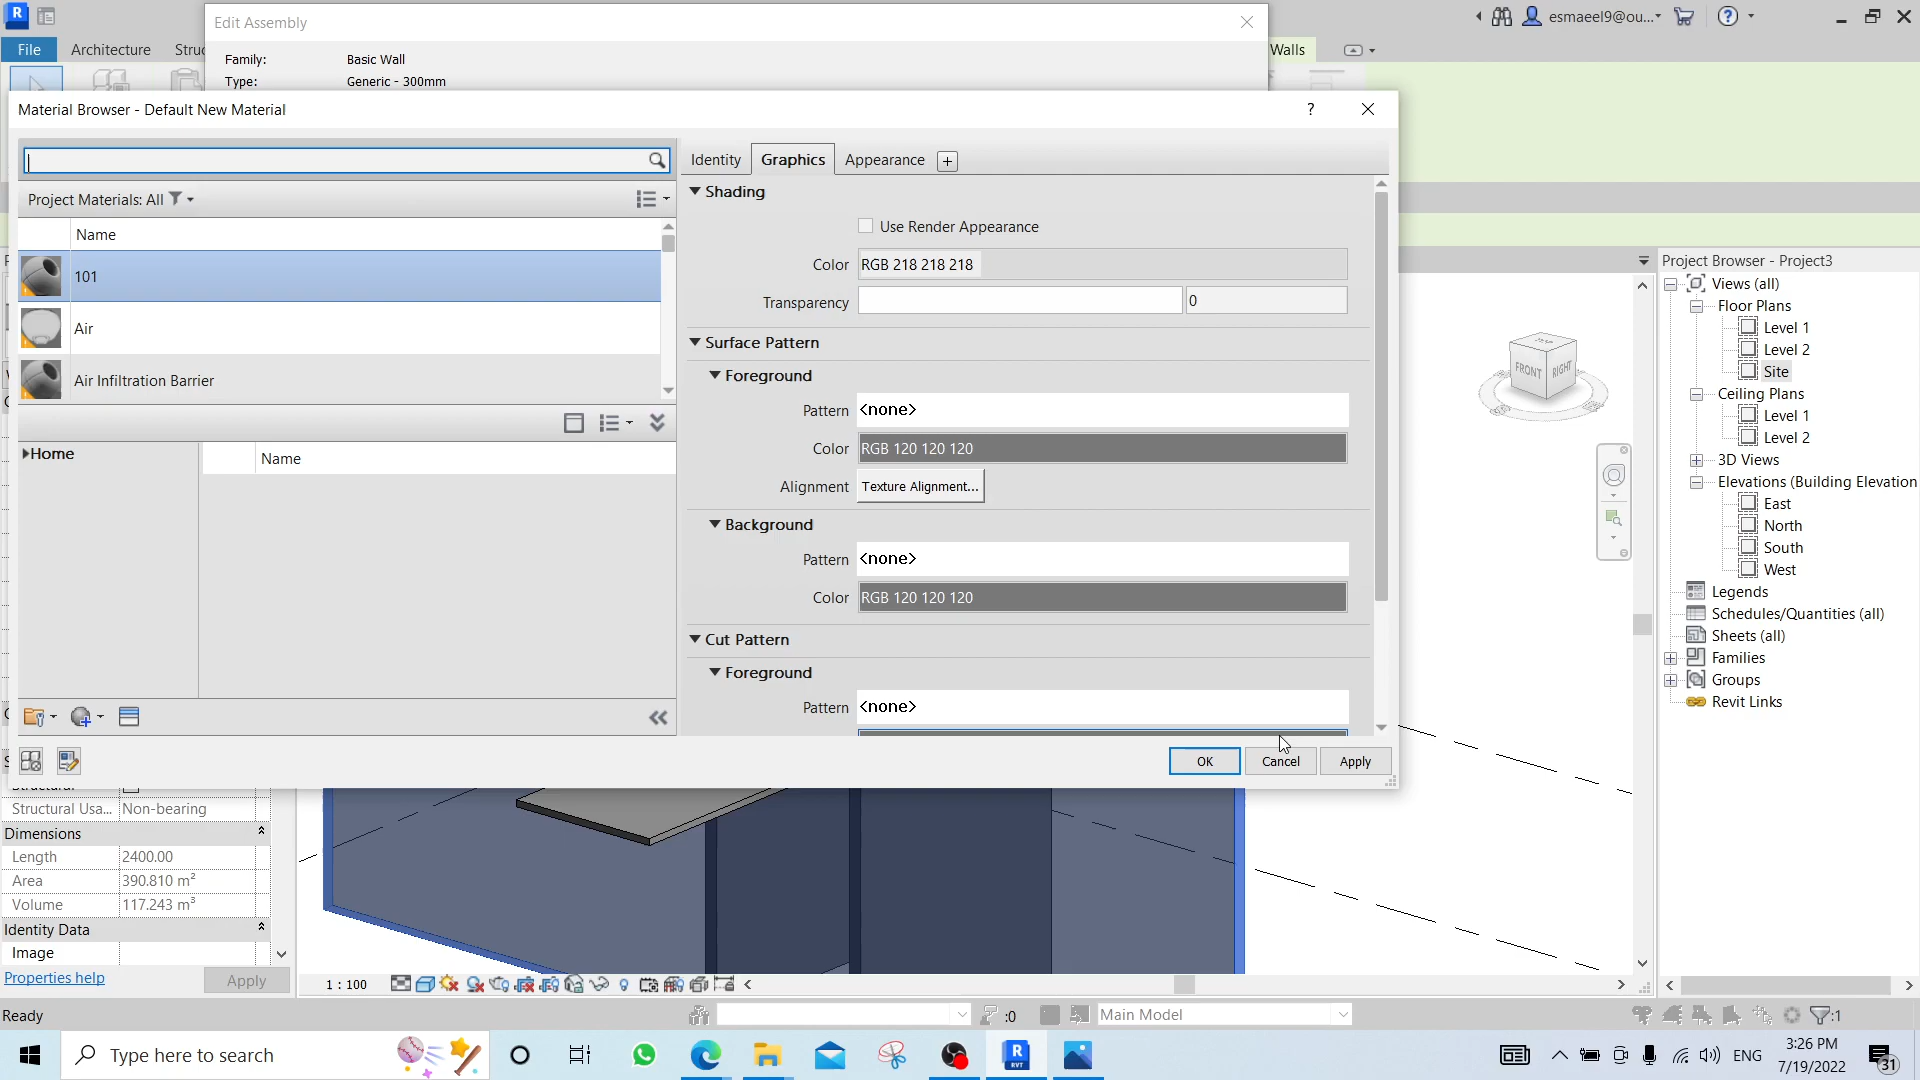 Edit Assembly
esmaeel9@ou...
File
Architecture
Walls
Family: Basic Wall
Type: Generic - 300mm
Material Browser - Default New Material
?
Identity Graphics Appearance +
Project Materials: All
Name
101
Air
Air Infiltration Barrier
Home
Name
Shading
Use Render Appearance
Color RGB 218 218 218
Transparency 0
Surface Pattern
Foreground
Pattern <none>
Color RGB 120 120 120
Alignment Texture Alignment...
Background
Pattern <none>
Color RGB 120 120 120
Cut Pattern
Foreground
Pattern <none>
OK Cancel Apply
TOP
FRONT RIGHT
Project Browser - Project3
Views (all)
Floor Plans
Level 1
Level 2
Site
Ceiling Plans
Level 1
Level 2
3D Views
Elevations (Building Elevation
East
North
South
West
Legends
Schedules/Quantities (all)
Sheets (all)
Families
Groups
Revit Links
Structural Usa... Non-bearing
Dimensions
Length 2400.00
Area 390.810 m²
Volume 117.243 m³
Identity Data
Image
Properties help Apply
1 : 100
Ready
:0
Main Model
:1
Type here to search
ENG
3:26 PM
7/19/2022
31